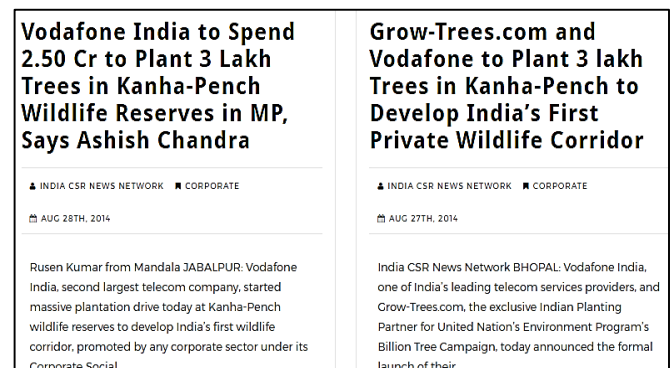 Vodafone India to Spend
2.50 Cr to Plant 3 Lakh
Trees in Kanha-Pench
Wildlife Reserves in MP,
Says Ashish Chandra
INDIA CSR NEWS NETWORK CORPORATE
AUG 28TH, 2014
Rusen Kumar from Mandala JABALPUR: Vodafone
India, second largest telecom company, started
massive plantation drive today at Kanha-Pench
wildlife reserves to develop India's first wildlife
corridor, promoted by any corporate sector under its
Corporate Social
Grow-Trees.com and
Vodafone to Plant 3 lakh
Trees in Kanha-Pench to
Develop India's First
Private Wildlife Corridor
INDIA CSR NEWS NETWORK CORPORATE
AUG 27TH, 2014
India CSR News Network BHOPAL: Vodafone India,
one of India's leading telecom services providers, and
Grow-Trees.com, the exclusive Indian Planting
Partner for United Nation's Environment Program's
Billion Tree Campaign, today announced the formal
launch of their